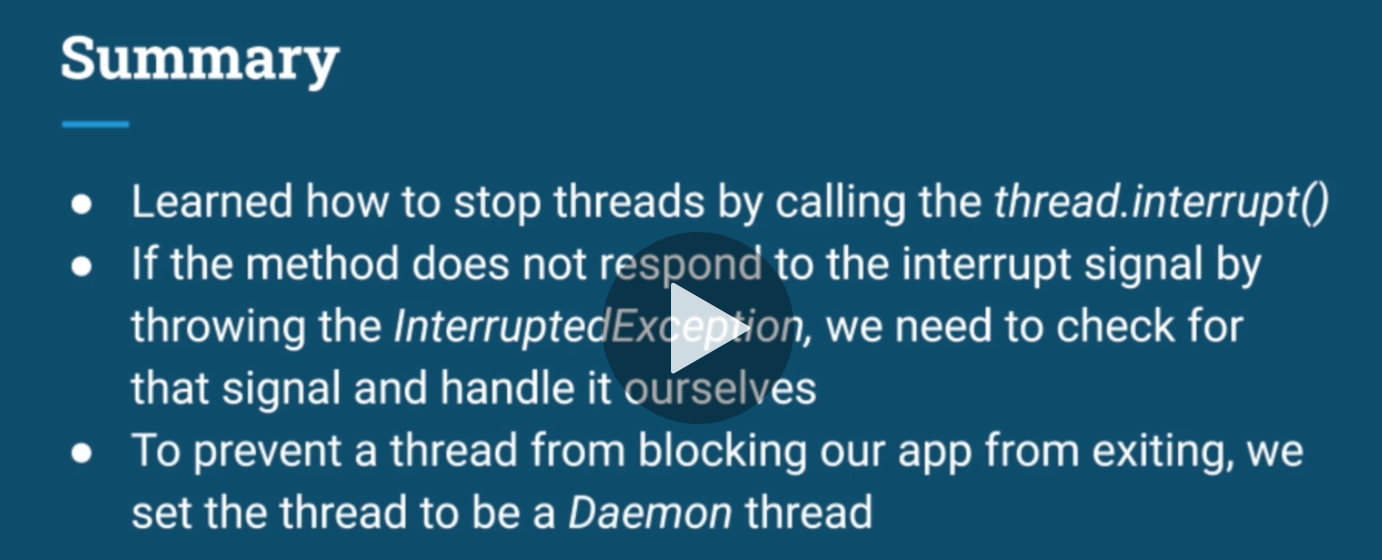 Summary
● Learned how to stop threads by calling the thread.interrupt()
● If the method does not respond to the interrupt signal by
throwing the InterruptedException, we need to check for
that signal and handle it ourselves
● To prevent a thread from blocking our app from exiting, we
set the thread to be a Daemon thread